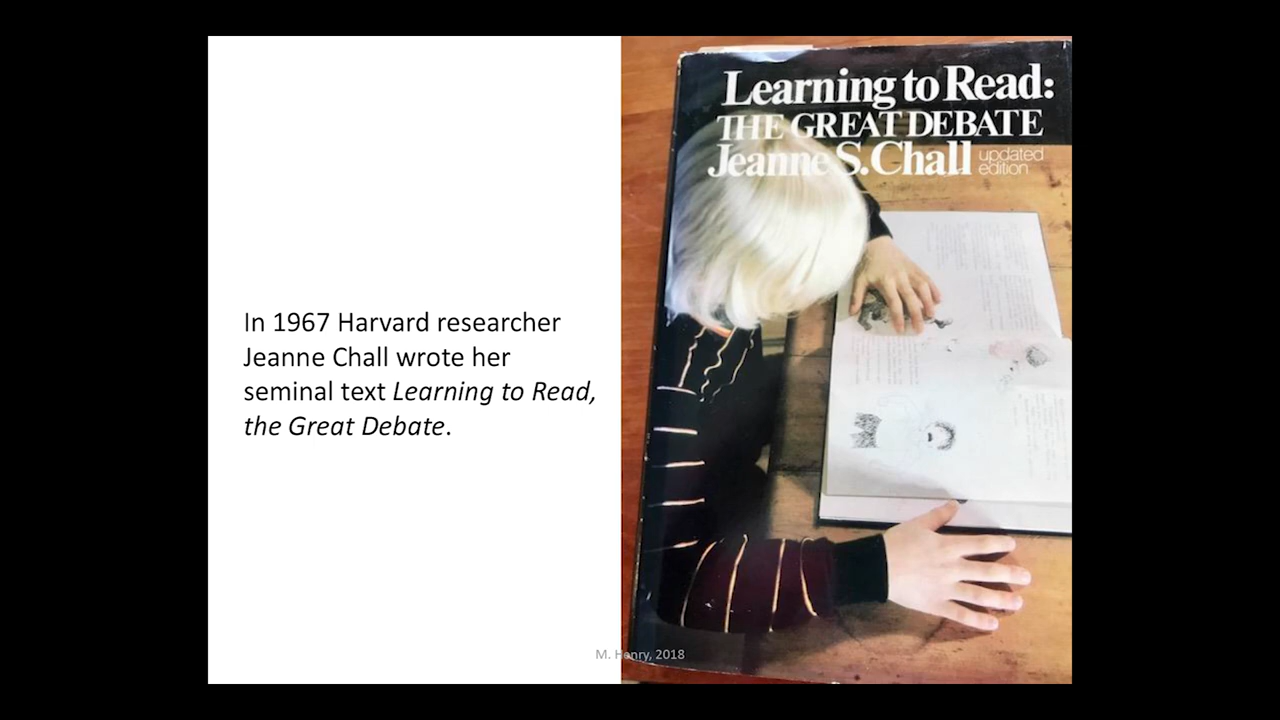 In 1967 Harvard researcher
Jeanne Chall wrote her
seminal text Learning to Read,
the Great Debate.
Learning to Read:
THE GREAT DEBATE
Jeanne S. Chall updated
edition
M. Henry, 2018